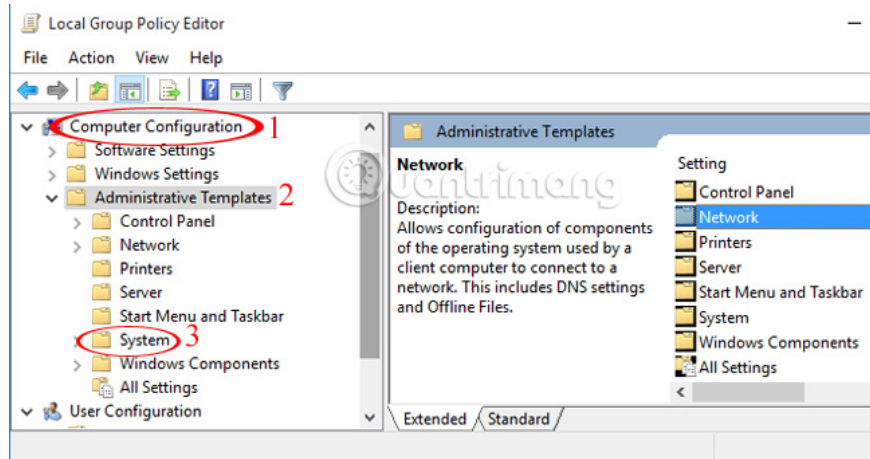 Local Group Policy Editor
File Action View Help
Computer Configuration 1
Software Settings
Windows Settings
Administrative Templates 2
Control Panel
Network
Printers
Server
Start Menu and Taskbar
System 3
Windows Components
All Settings
User Configuration
Administrative Templates
Network
Description:
Allows configuration of components
of the operating system used by a
client computer to connect to a
network. This includes DNS settings
and Offline Files.
Setting
Control Panel
Network
Printers
Server
Start Menu and Taskbar
System
Windows Components
All Settings
Extended Standard
Quantrimang